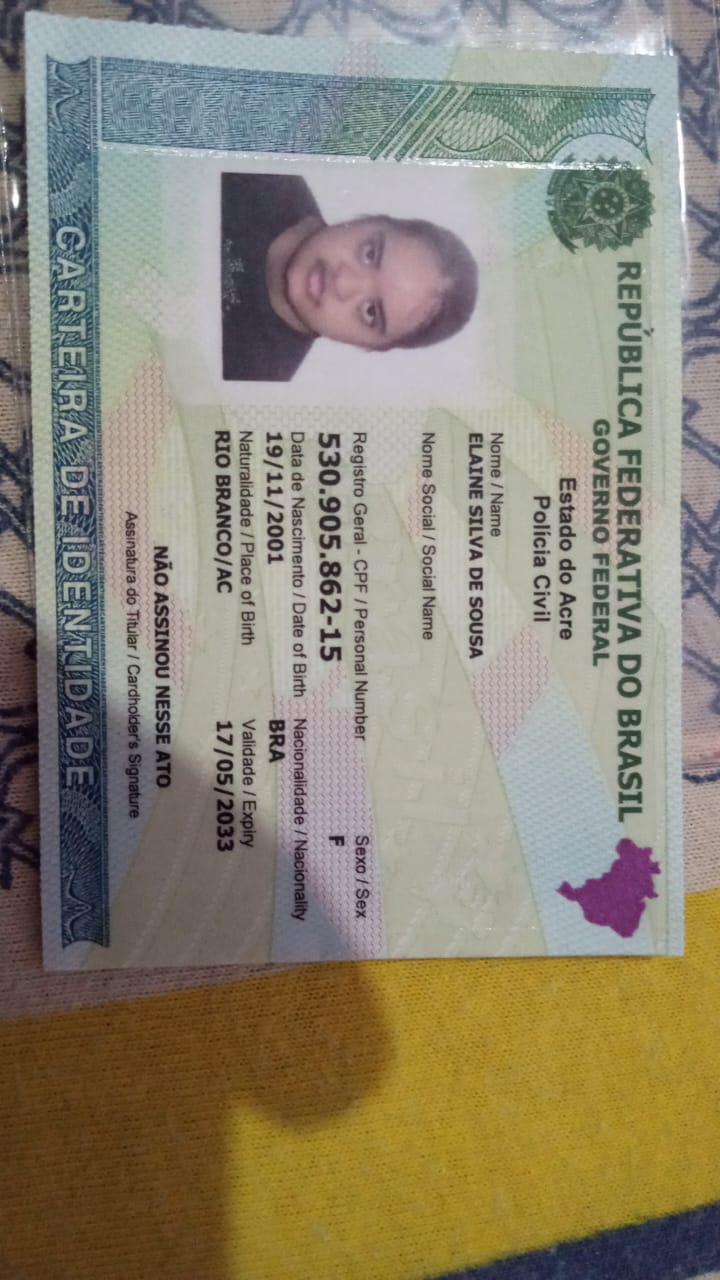 REPÚBLICA FEDERATIVA DO BRASIL
GOVERNO FEDERAL
Estado do Acre
Polícia Civil
Nome / Name
ELAINE SILVA DE SOUSA
Nome Social / Social Name
Registro Geral - CPF / Personal Number
Sexo / Sex
530.905.862-15
F
Data de Nascimento / Date of Birth
Nacionalidade / Nacionality
19/11/2001
BRA
Naturalidade / Place of Birth
Validade / Expiry
RIO BRANCO/AC
17/05/2033
NÃO ASSINOU NESSE ATO
Assinatura do Titular / Cardholder's Signature
CARTEIRA DE IDENTIDADE